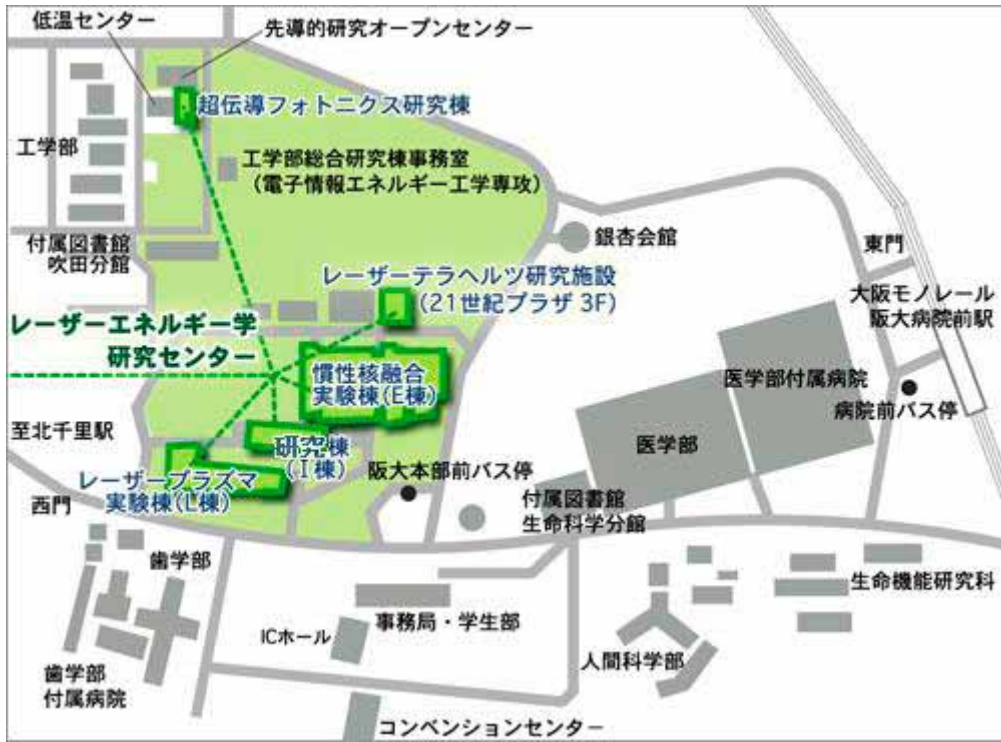 低温センター
先導的研究オープンセンター
超伝導フォトニクス研究棟
工学部
工学部総合研究棟事務室
(電子情報エネルギー工学専攻)
付属図書館
吹田分館
銀杏会館
東門
レーザーテラヘルツ研究施設
(21世紀プラザ 3F)
大阪モノレール
阪大病院前駅
レーザーエネルギー学
研究センター
慣性核融合
実験棟(E棟)
医学部付属病院
病院前バス停
至北千里駅
研究棟
(I棟)
医学部
レーザープラズマ
実験棟(L棟)
阪大本部前バス停
西門
付属図書館
生命科学分館
歯学部
生命機能研究科
事務局・学生部
ICホール
人間科学部
歯学部
付属病院
コンベンションセンター